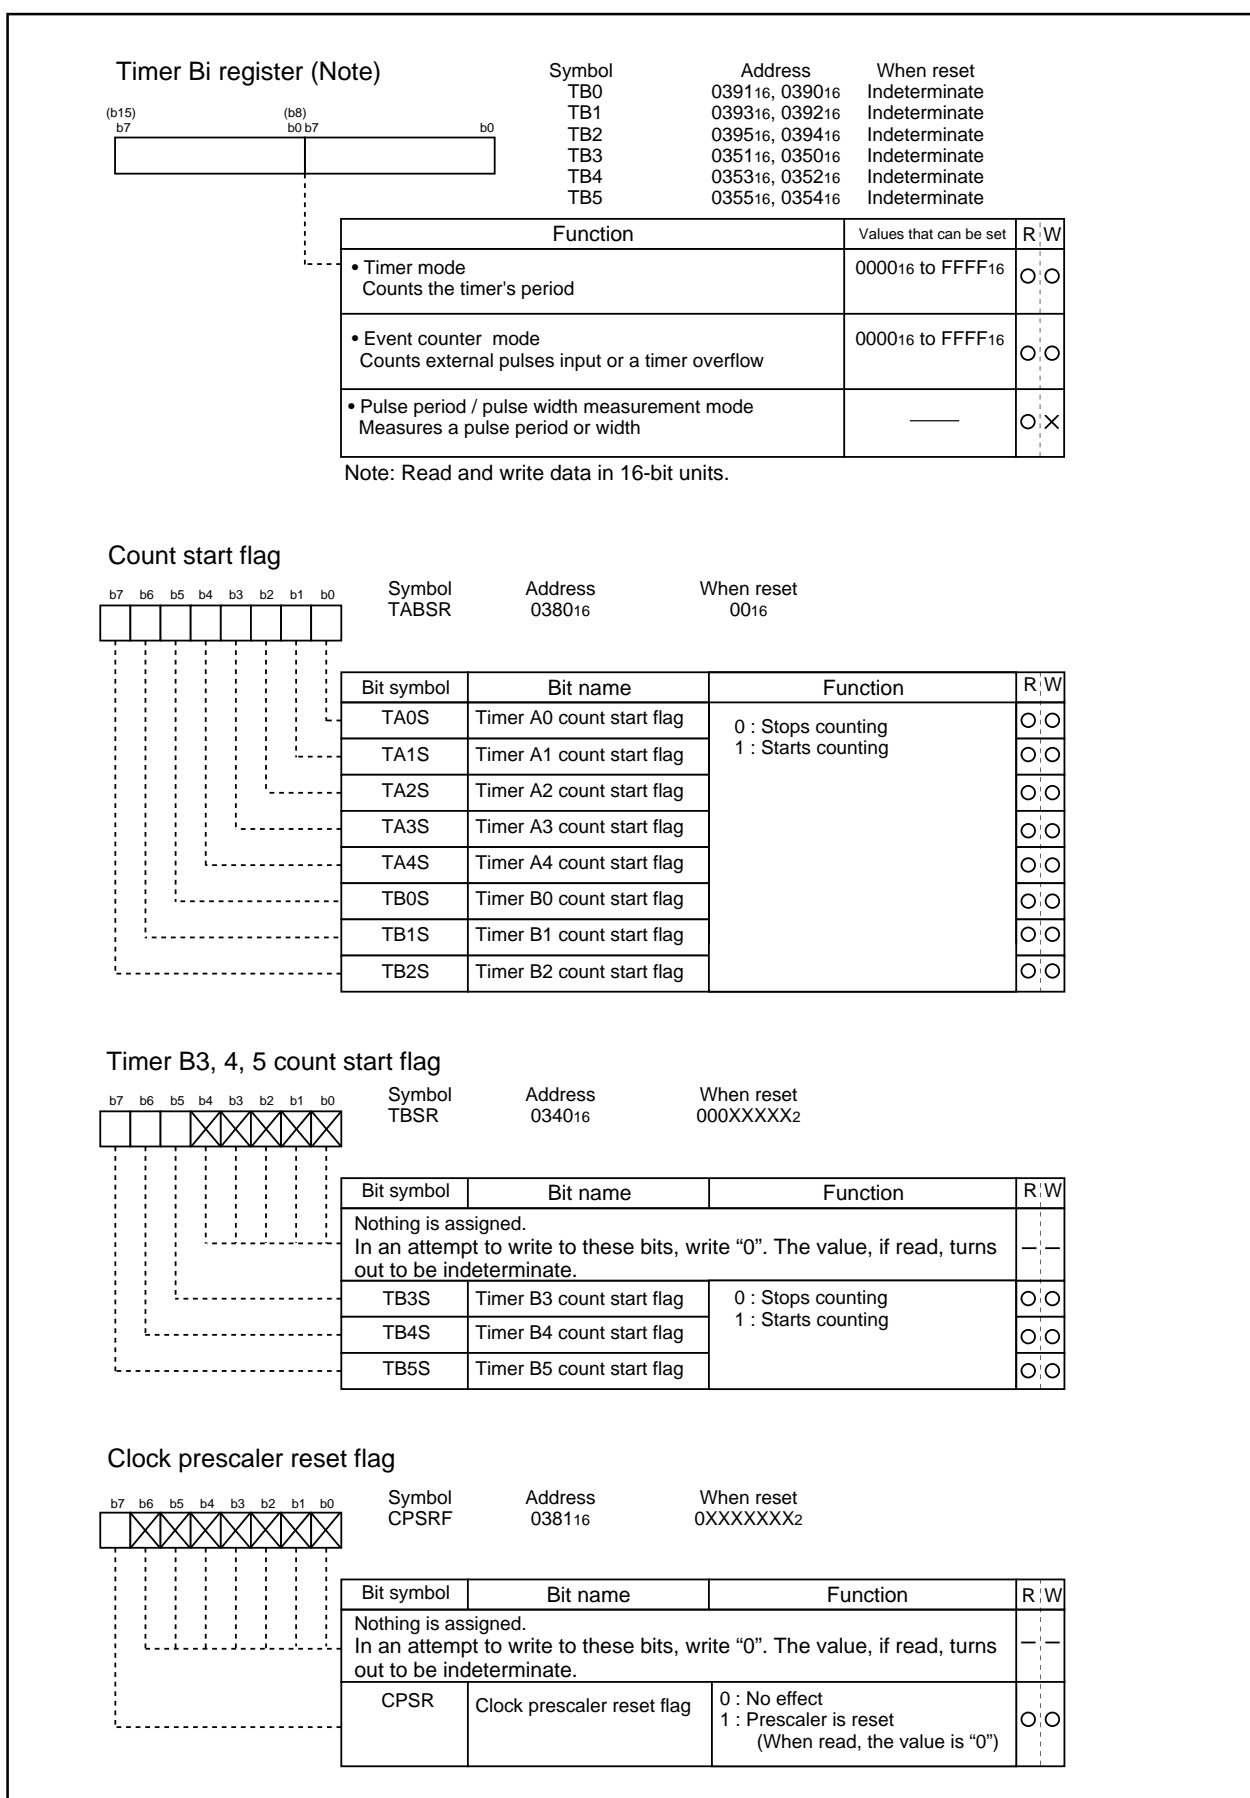 Timer Bi register (Note)
Symbol Address When reset
TB0 039116, 039016 Indeterminate
TB1 039316, 039216 Indeterminate
TB2 039516, 039416 Indeterminate
TB3 035116, 035016 Indeterminate
TB4 035316, 035216 Indeterminate
TB5 035516, 035416 Indeterminate
(b15) (b8)
b7 b0 b7 b0
Function Values that can be set R W
• Timer mode 000016 to FFFF16
Counts the timer's period
• Event counter mode 000016 to FFFF16
Counts external pulses input or a timer overflow
• Pulse period / pulse width measurement mode
Measures a pulse period or width
Note: Read and write data in 16-bit units.
Count start flag
Symbol Address When reset
TABSR 038016 0016
b7 b6 b5 b4 b3 b2 b1 b0
Bit symbol Bit name Function R W
TA0S Timer A0 count start flag 0 : Stops counting
1 : Starts counting
TA1S Timer A1 count start flag
TA2S Timer A2 count start flag
TA3S Timer A3 count start flag
TA4S Timer A4 count start flag
TB0S Timer B0 count start flag
TB1S Timer B1 count start flag
TB2S Timer B2 count start flag
Timer B3, 4, 5 count start flag
Symbol Address When reset
TBSR 034016 000XXXXX2
b7 b6 b5 b4 b3 b2 b1 b0
Bit symbol Bit name Function R W
Nothing is assigned.
In an attempt to write to these bits, write “0”. The value, if read, turns
out to be indeterminate.
TB3S Timer B3 count start flag 0 : Stops counting
1 : Starts counting
TB4S Timer B4 count start flag
TB5S Timer B5 count start flag
Clock prescaler reset flag
Symbol Address When reset
CPSRF 038116 0XXXXXXX2
b7 b6 b5 b4 b3 b2 b1 b0
Bit symbol Bit name Function R W
Nothing is assigned.
In an attempt to write to these bits, write “0”. The value, if read, turns
out to be indeterminate.
CPSR Clock prescaler reset flag 0 : No effect
1 : Prescaler is reset
(When read, the value is “0”)